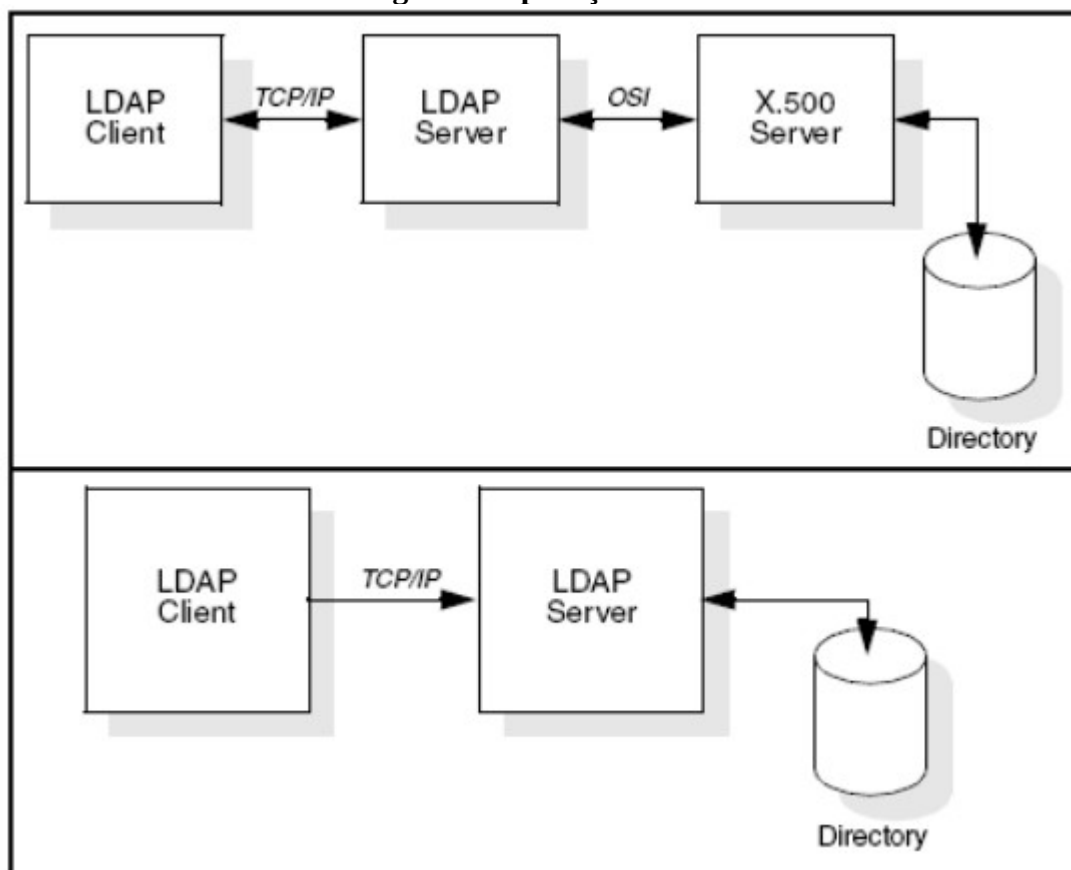 LDAP
Client
TCP/IP
LDAP
Server
OSI
X.500
Server
Directory
LDAP
Client
TCP/IP
LDAP
Server
Directory